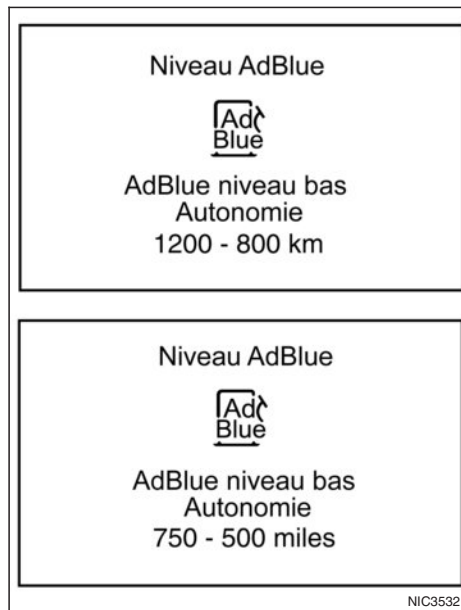 Niveau AdBlue
Ad
Blue
AdBlue niveau bas
Autonomie
1200 - 800 km
Niveau AdBlue
Ad
Blue
AdBlue niveau bas
Autonomie
750 - 500 miles
NIC3532